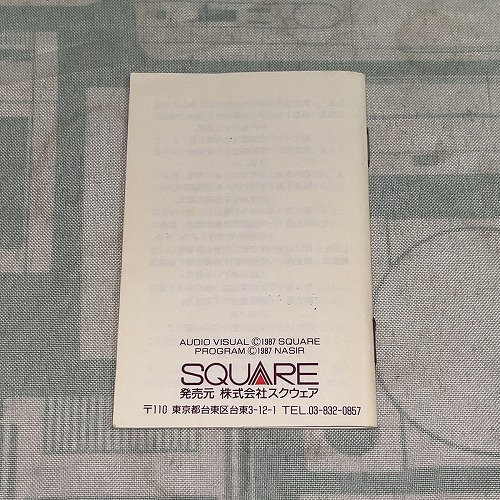 AUDIO VISUAL ©1987 SQUARE
PROGRAM ©1987 NASIR
SQUARE
発売元 株式会社スクウェア
〒110 東京都台東区台東3-12-1 TEL.03-832-0857